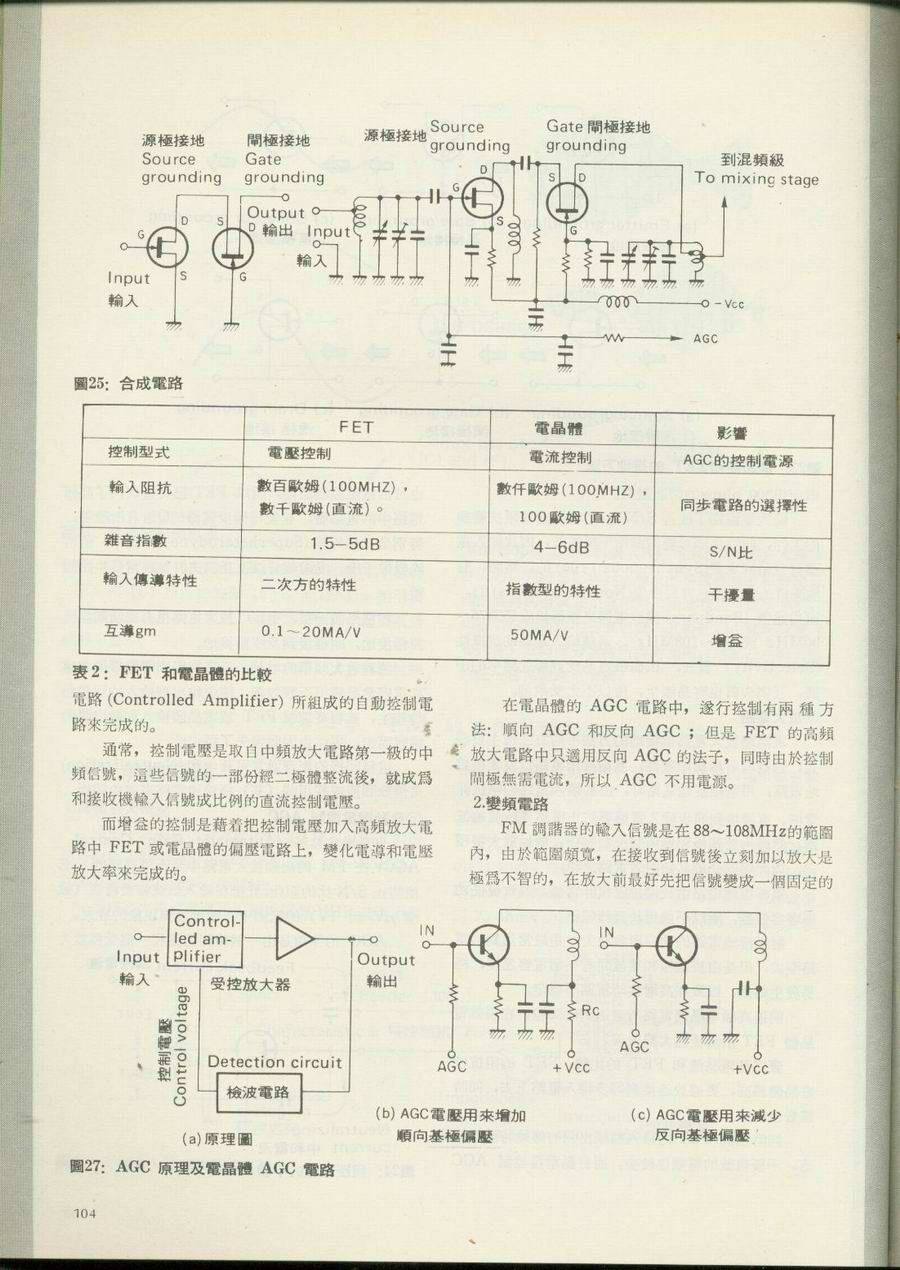 源極接地
Source
grounding
閘極接地
Gate
grounding
D
S
D
G
Output
輸出
Input
輸入
S
G
源極接地 Source
grounding
Gate 閘極接地
grounding
到混頻級
To mixing stage
Input
輸入
G
D
S
S
D
G
-Vcc
AGC
圖25：合成電路
FET 電晶體 影響
控制型式 電壓控制 電流控制 AGC的控制電源
輸入阻抗 數百歐姆(100MHZ)，
數千歐姆(直流)。
數仟歐姆(100MHZ)，
100歐姆(直流)
同步電路的選擇性
雜音指數 1.5–5dB 4–6dB S/N比
輸入傳導特性 二次方的特性 指數型的特性 干擾量
互導gm 0.1～20MA/V 50MA/V 增益
表2：FET 和電晶體的比較
電路 (Controlled Amplifier) 所組成的自動控制電
路來完成的。
通常，控制電壓是取自中頻放大電路第一級的中
頻信號，這些信號的一部份經二極體整流後，就成爲
和接收機輸入信號成比例的直流控制電壓。
而增益的控制是藉着把控制電壓加入高頻放大電
路中 FET 或電晶體的偏壓電路上，變化電導和電壓
放大率來完成的。
在電晶體的 AGC 電路中，遂行控制有兩種方
法：順向 AGC 和反向 AGC；但是 FET 的高頻
放大電路中只適用反向 AGC 的法子，同時由於控制
閘極無需電流，所以 AGC 不用電源。
2.變頻電路
FM 調諧器的輸入信號是在88～108MHz的範圍
內，由於範圍頗寬，在接收到信號後立刻加以放大是
極爲不智的，在放大前最好先把信號變成一個固定的
Input
輸入
Control-
led am-
plifier
受控放大器
Output
輸出
控制電壓
Control voltage
Detection circuit
檢波電路
(a)原理圖
IN
Rc
AGC
+Vcc
(b) AGC電壓用來增加
順向基極偏壓
IN
AGC
+Vcc
(c) AGC電壓用來減少
反向基極偏壓
圖27：AGC 原理及電晶體 AGC 電路
104